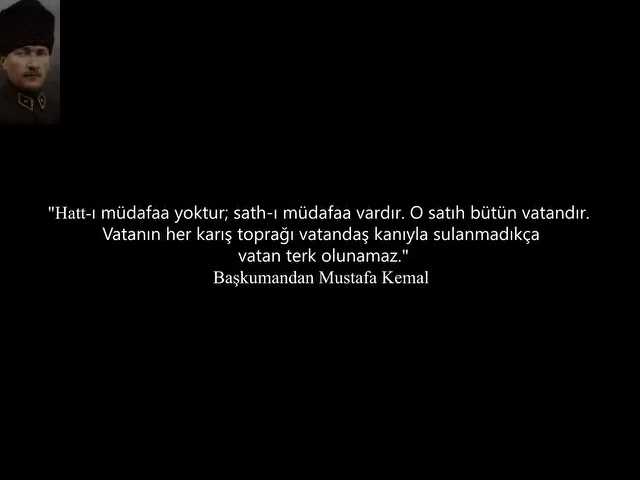 "Hatt-ı müdafaa yoktur; sath-ı müdafaa vardır. O satıh bütün vatandır.
Vatanın her karış toprağı vatandaş kanıyla sulanmadıkça
vatan terk olunamaz."
Başkumandan Mustafa Kemal